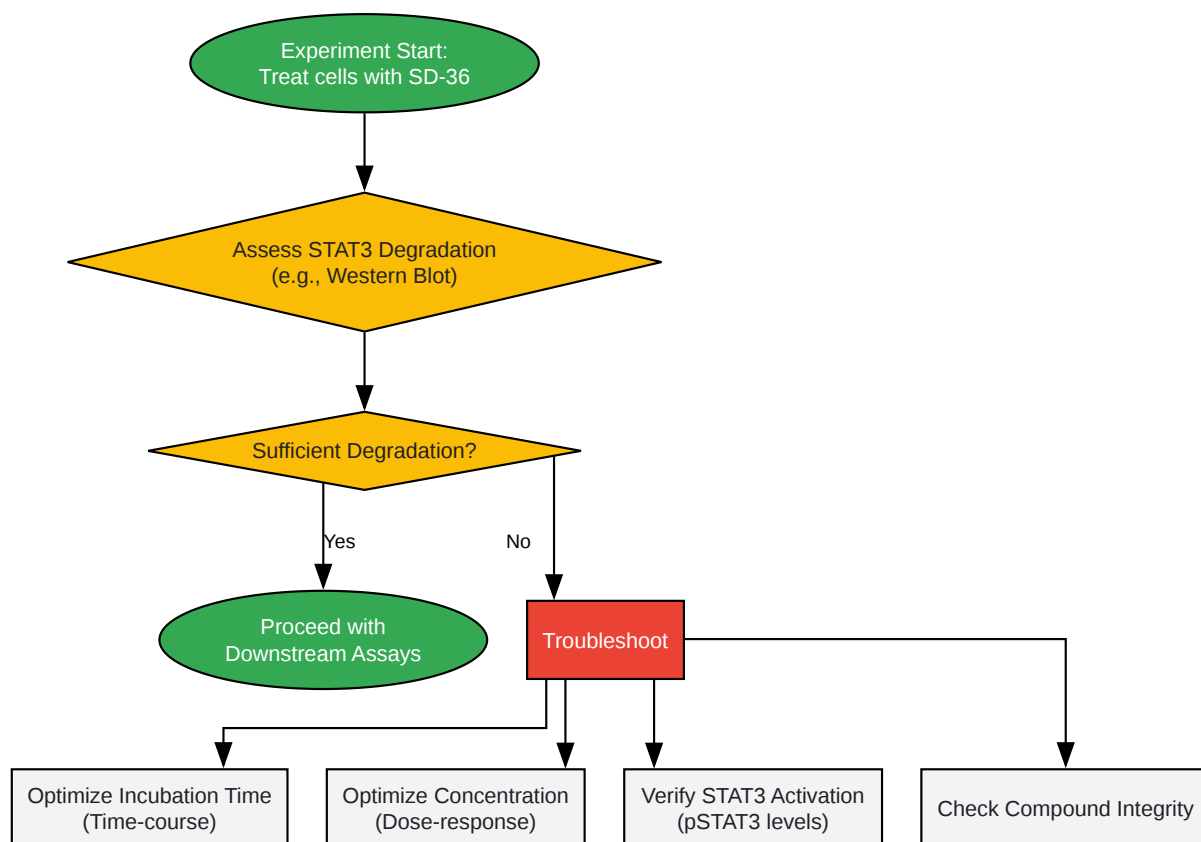 Experiment Start:
Treat cells with SD-36
Assess STAT3 Degradation
(e.g., Western Blot)
Sufficient Degradation?
Yes
No
Proceed with
Downstream Assays
Troubleshoot
Optimize Incubation Time
(Time-course)
Optimize Concentration
(Dose-response)
Verify STAT3 Activation
(pSTAT3 levels)
Check Compound Integrity